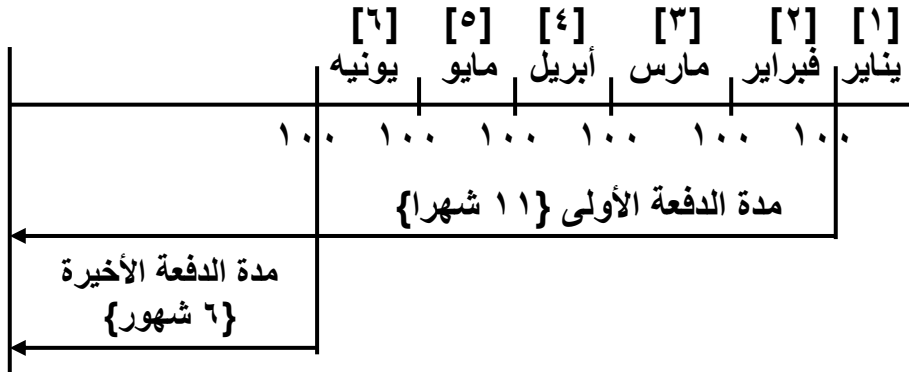 [١] [٢] [٣] [٤] [٥] [٦]
يناير فبراير مارس أبريل مايو يونيه
١٠٠ ١٠٠ ١٠٠ ١٠٠ ١٠٠ ١٠٠
مدة الدفعة الأولى {١١ شهرا}
مدة الدفعة الأخيرة
{٦ شهور}